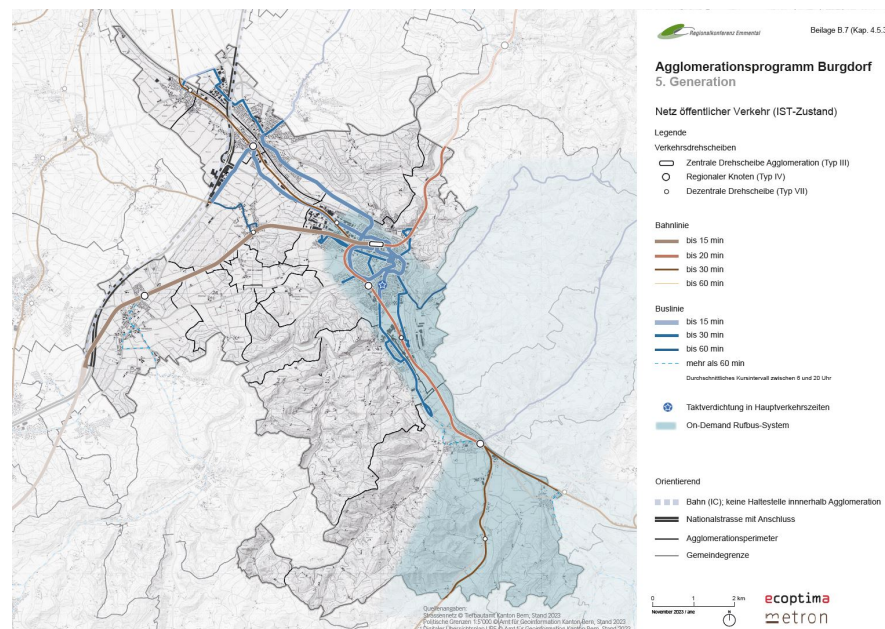 Regionalkonferenz Emmental
Beilage B.7 (Kap. 4.5.3
Agglomerationsprogramm Burgdorf
5. Generation
Netz öffentlicher Verkehr (IST-Zustand)
Legende
Verkehrsdrehscheiben
Zentrale Drehscheibe Agglomeration (Typ III)
Regionaler Knoten (Typ IV)
Dezentrale Drehscheibe (Typ VII)
Bahnlinie
bis 15 min
bis 20 min
bis 30 min
bis 60 min
Buslinie
bis 15 min
bis 30 min
bis 60 min
mehr als 60 min
Durchschnittliches Kursintervall zwischen 6 und 20 Uhr
Taktverdichtung in Hauptverkehrszeiten
On-Demand Rufbus-System
Orientierend
Bahn (IC); keine Haltestelle innnerhalb Agglomeration
Nationalstrasse mit Anschluss
Agglomerationsperimeter
Gemeindegrenze
0 1 2 km
November 2023 / ane
N
ecoptima
metron
Quellenangaben:
Strassennetz © Tiefbauamt Kanton Bern, Stand 2023
Politische Grenzen 1:5'000 © Amt für Geoinformation Kanton Bern, Stand 2023